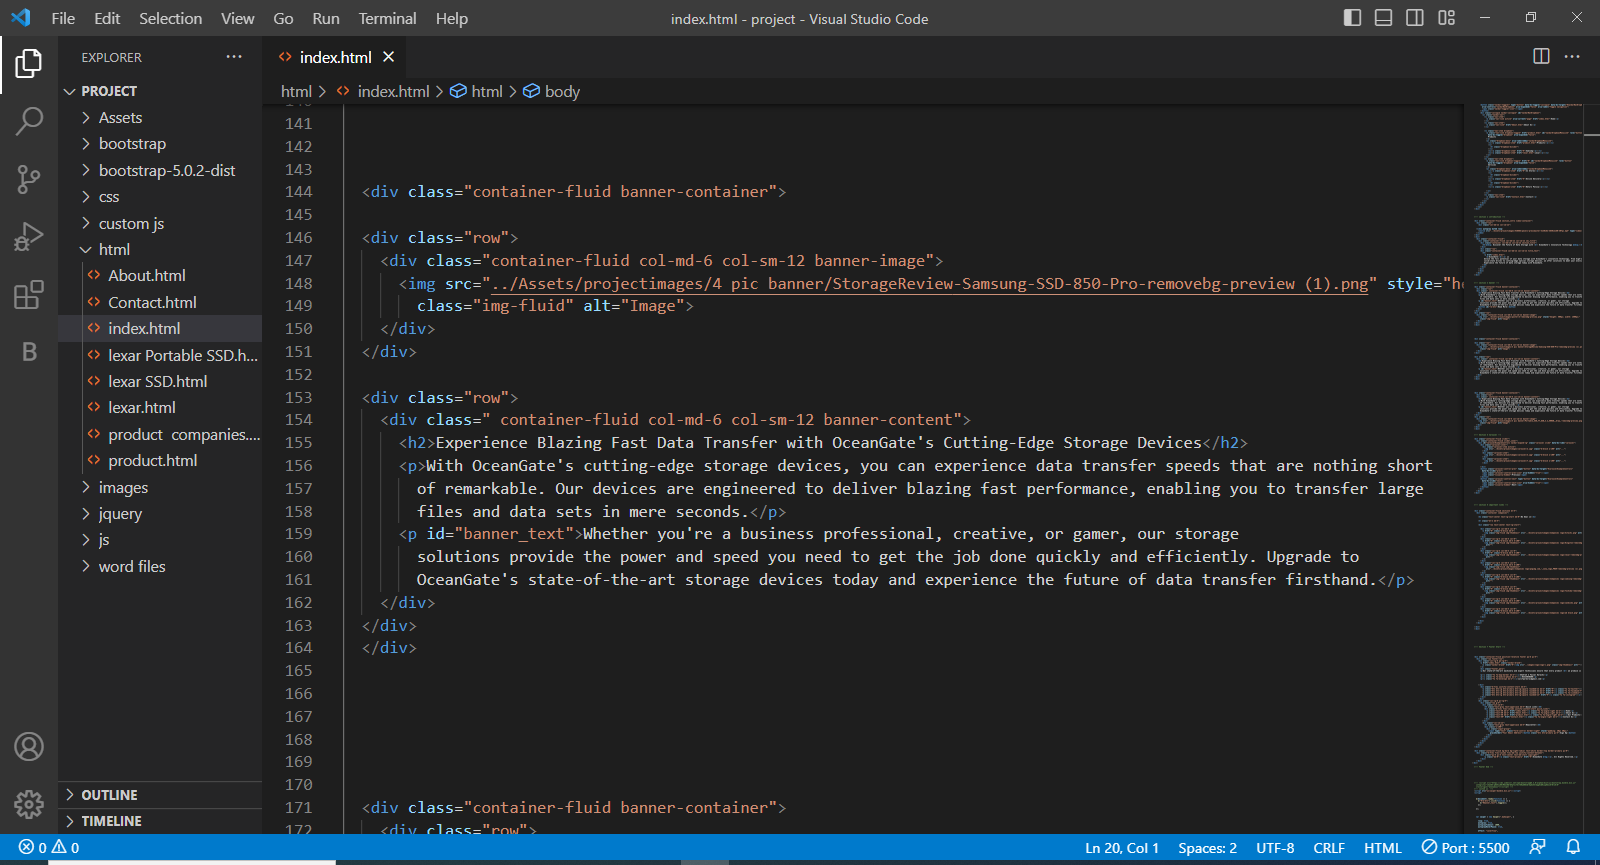 File Edit Selection View Go Run Terminal Help
index.html - project - Visual Studio Code
EXPLORER
index.html
PROJECT
Assets
bootstrap
bootstrap-5.0.2-dist
css
custom js
html
About.html
Contact.html
index.html
lexar Portable SSD.h...
lexar SSD.html
lexar.html
product companies....
product.html
images
jquery
js
word files
OUTLINE
TIMELINE
html > index.html > html > body
141
142
143
144 <div class="container-fluid banner-container">
145
146 <div class="row">
147 <div class="container-fluid col-md-6 col-sm-12 banner-image">
148 <img src="../Assets/projectimages/4 pic banner/StorageReview-Samsung-SSD-850-Pro-removebg-preview (1).png" style="he
149 class="img-fluid" alt="Image">
150 </div>
151 </div>
152
153 <div class="row">
154 <div class=" container-fluid col-md-6 col-sm-12 banner-content">
155 <h2>Experience Blazing Fast Data Transfer with OceanGate's Cutting-Edge Storage Devices</h2>
156 <p>With OceanGate's cutting-edge storage devices, you can experience data transfer speeds that are nothing short
157 of remarkable. Our devices are engineered to deliver blazing fast performance, enabling you to transfer large
158 files and data sets in mere seconds.</p>
159 <p id="banner_text">Whether you're a business professional, creative, or gamer, our storage
160 solutions provide the power and speed you need to get the job done quickly and efficiently. Upgrade to
161 OceanGate's state-of-the-art storage devices today and experience the future of data transfer firsthand.</p>
162 </div>
163 </div>
164 </div>
165
166
167
168
169
170
171 <div class="container-fluid banner-container">
172 <div class="row">
0 0
Ln 20, Col 1 Spaces: 2 UTF-8 CRLF HTML Port : 5500